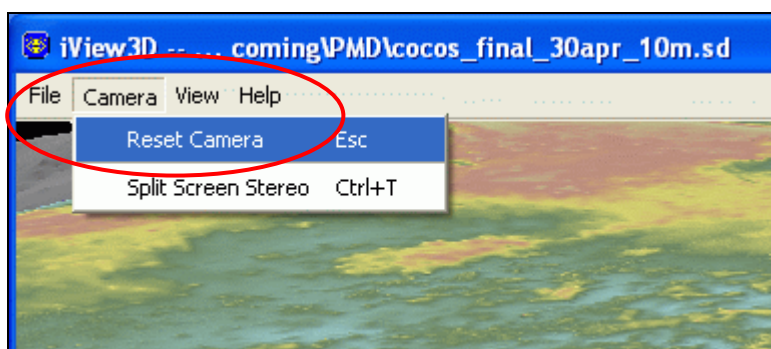 iView3D -- ... coming\PMD\cocos_final_30apr_10m.sd
File Camera View Help
Reset Camera Esc
Split Screen Stereo Ctrl+T